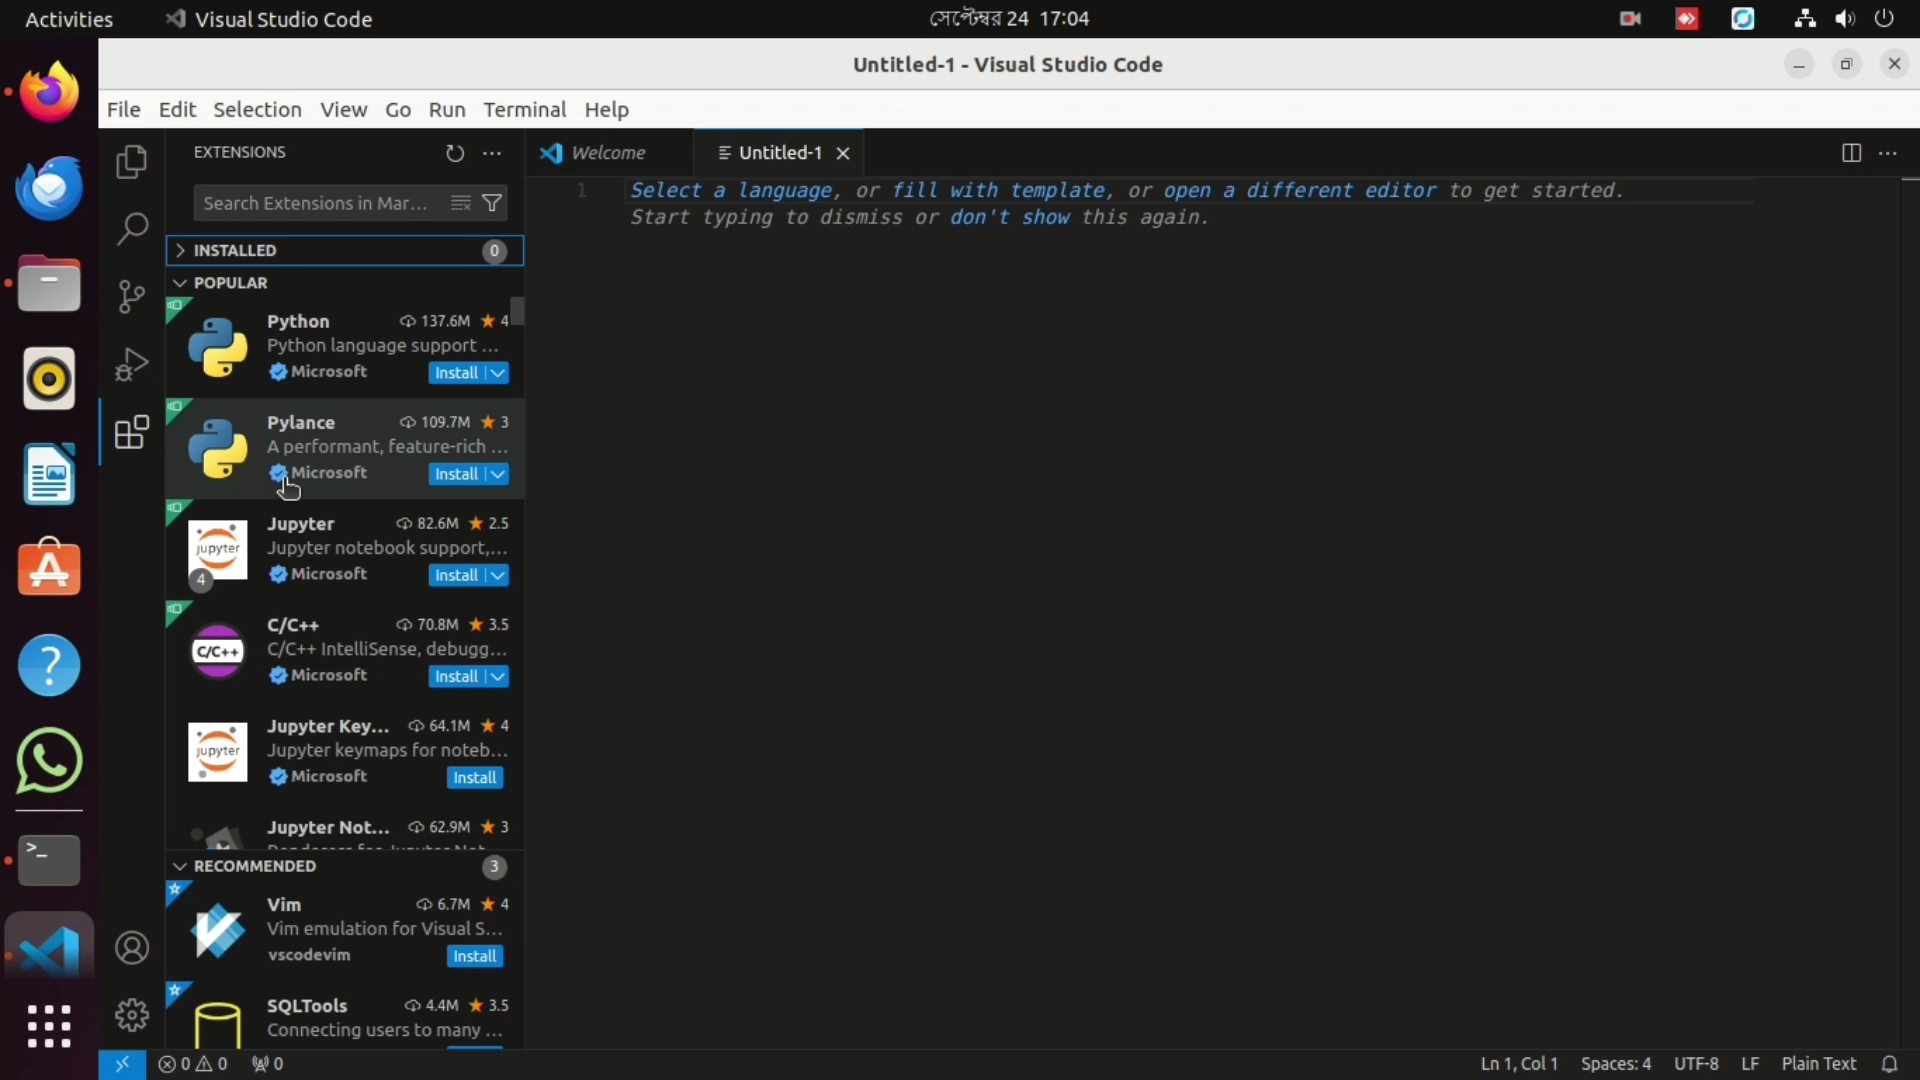 Activities Visual Studio Code সেপ্টেম্বর 24 17:04
Untitled-1 - Visual Studio Code
File Edit Selection View Go Run Terminal Help
EXTENSIONS
Welcome Untitled-1
Search Extensions in Mar...
INSTALLED 0
POPULAR
Python 137.6M 4
Python language support ...
Microsoft Install
Pylance 109.7M 3
A performant, feature-rich ...
Microsoft Install
Jupyter 82.6M 2.5
Jupyter notebook support,...
jupyter
4
Microsoft Install
C/C++ 70.8M 3.5
C/C++ IntelliSense, debugg...
C/C++
Microsoft Install
Jupyter Key... 64.1M 4
Jupyter keymaps for noteb...
jupyter
Microsoft Install
Jupyter Not... 62.9M 3
RECOMMENDED 3
Vim 6.7M 4
Vim emulation for Visual S...
vscodevim Install
SQLTools 4.4M 3.5
Connecting users to many ...
1 Select a language, or fill with template, or open a different editor to get started.
Start typing to dismiss or don't show this again.
0 0 0 Ln 1, Col 1 Spaces: 4 UTF-8 LF Plain Text